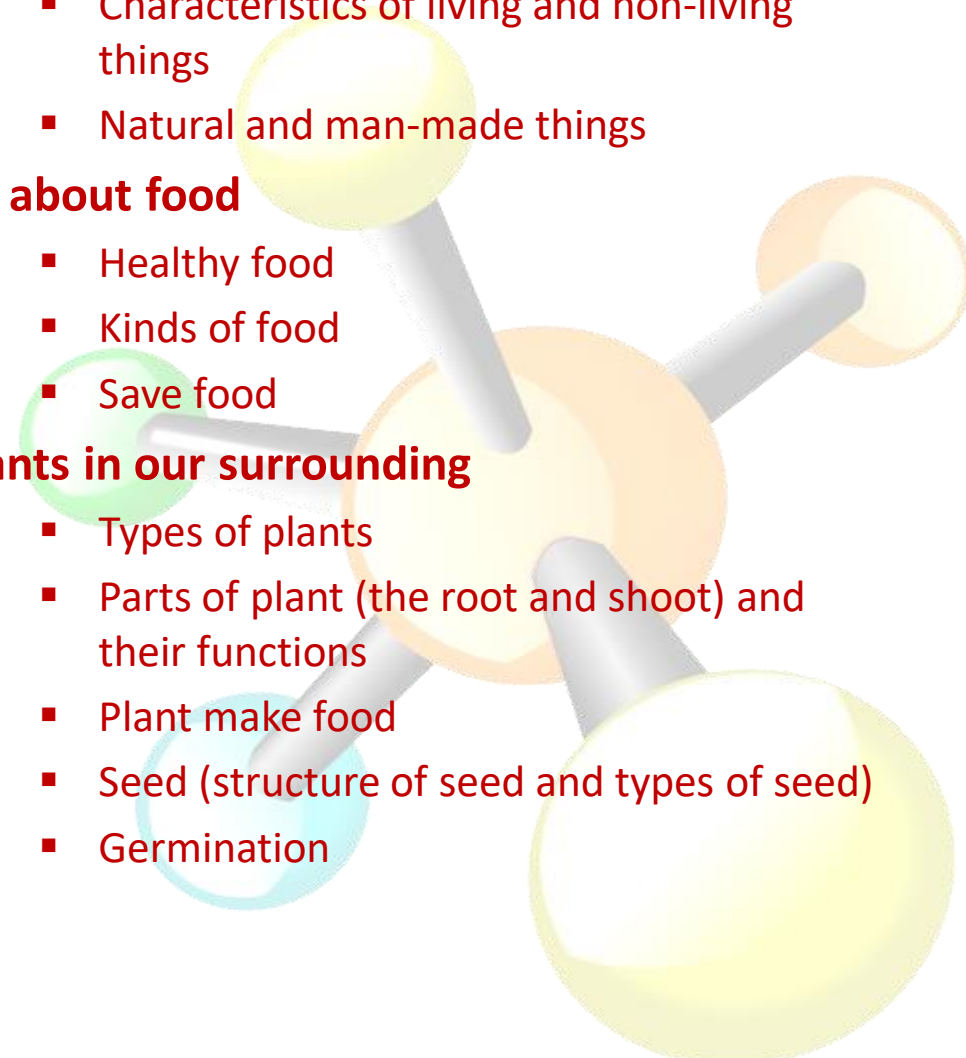 ▪ Characteristics of living and non-living
things
▪ Natural and man-made things
about food
▪ Healthy food
▪ Kinds of food
▪ Save food
ants in our surrounding
▪ Types of plants
▪ Parts of plant (the root and shoot) and
their functions
▪ Plant make food
▪ Seed (structure of seed and types of seed)
▪ Germination